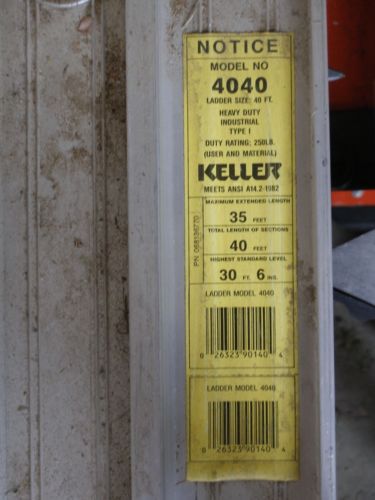 NOTICE
MODEL NO
4040
LADDER SIZE: 40 FT.
HEAVY DUTY
INDUSTRIAL
TYPE I
DUTY RATING; 250LB.
(USER AND MATERIAL)
KELLER
MEETS ANSI A14.2-1982
MAXIMUM EXTENDED LENGTH
35 FEET
TOTAL LENGTH OF SECTIONS
40 FEET
HIGHEST STANDARD LEVEL
30 FT. 6 INS.
LADDER MODEL 4040
0 26323 90140 4
LADDER MODEL 4040
0 26323 90140 4